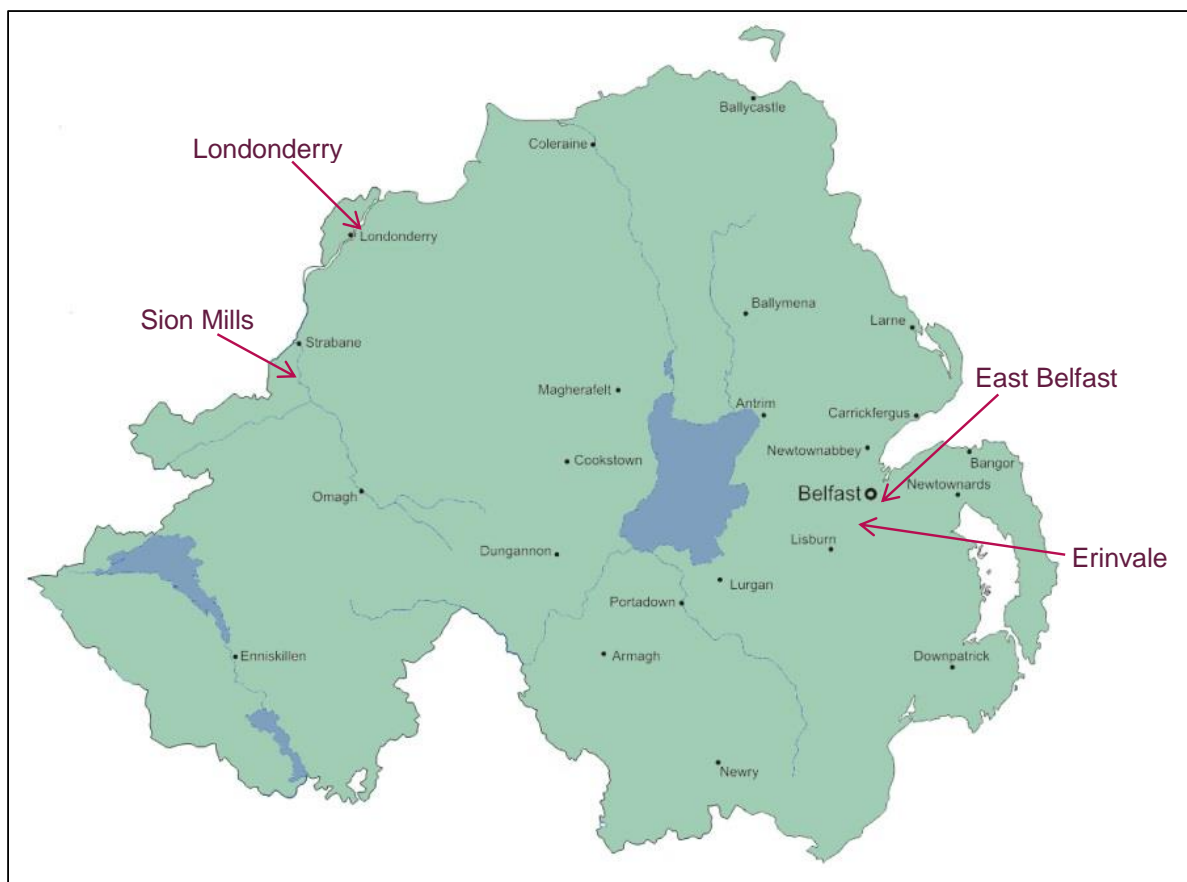 Ballycastle
Coleraine
Londonderry
Londonderry
Ballymena
Sion Mills
Larne
Strabane
East Belfast
Magherafelt
Antrim
Carrickfergus
Newtownabbey
Cookstown
Bangor
Omagh
Belfast
Newtownards
Lisburn
Dungannon
Erinvale
Lurgan
Portadown
Enniskillen
Armagh
Downpatrick
Newry